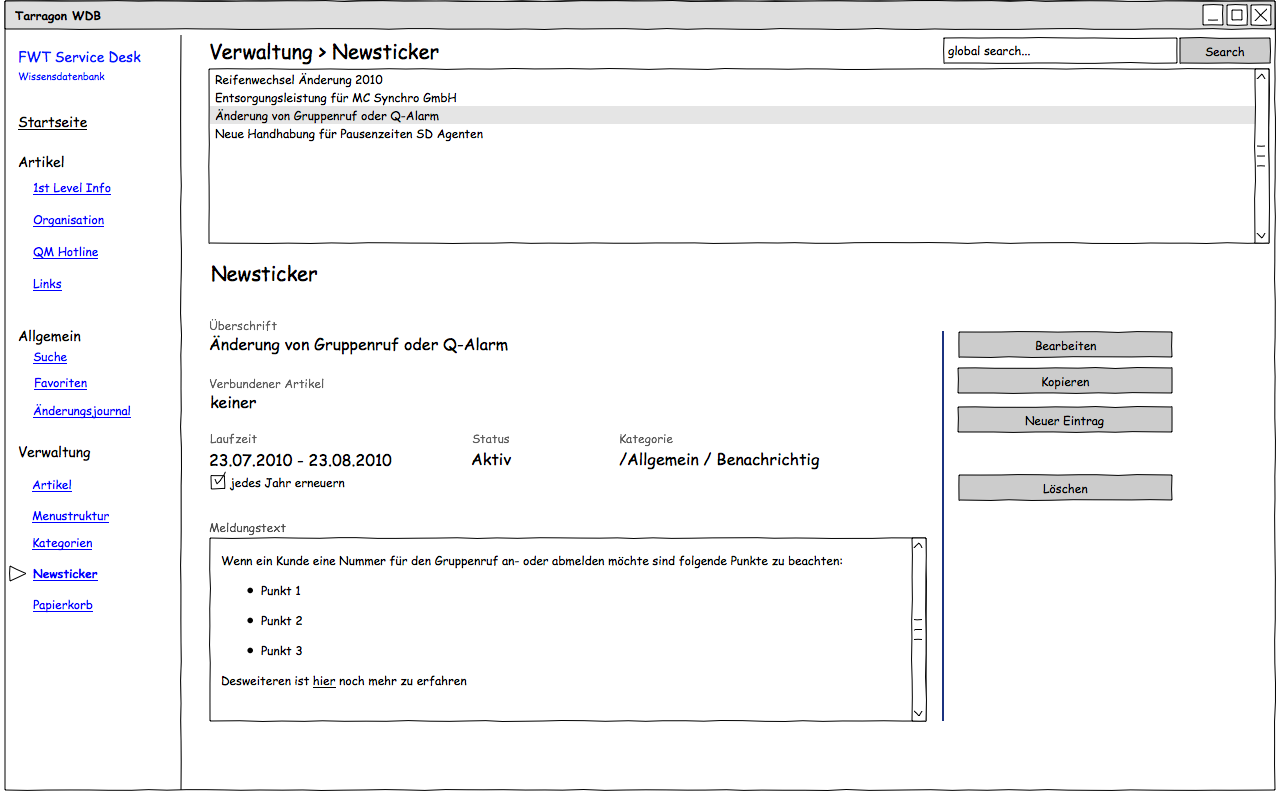 Tarragon WDB
FWT Service Desk
Wissensdatenbank
Startseite
Artikel
1st Level Info
Organisation
QM Hotline
Links
Allgemein
Suche
Favoriten
Änderungsjournal
Verwaltung
Artikel
Menustruktur
Kategorien
Newsticker
Papierkorb
Verwaltung > Newsticker
global search...
Search
Reifenwechsel Änderung 2010
Entsorgungsleistung für MC Synchro GmbH
Änderung von Gruppenruf oder Q-Alarm
Neue Handhabung für Pausenzeiten SD Agenten
Newsticker
Überschrift
Änderung von Gruppenruf oder Q-Alarm
Verbundener Artikel
keiner
Laufzeit
23.07.2010 - 23.08.2010
jedes Jahr erneuern
Status
Aktiv
Kategorie
/Allgemein / Benachrichtig
Meldungstext
Wenn ein Kunde eine Nummer für den Gruppenruf an- oder abmelden möchte sind folgende Punkte zu beachten:
• Punkt 1
• Punkt 2
• Punkt 3
Desweiteren ist hier noch mehr zu erfahren
Bearbeiten
Kopieren
Neuer Eintrag
Löschen